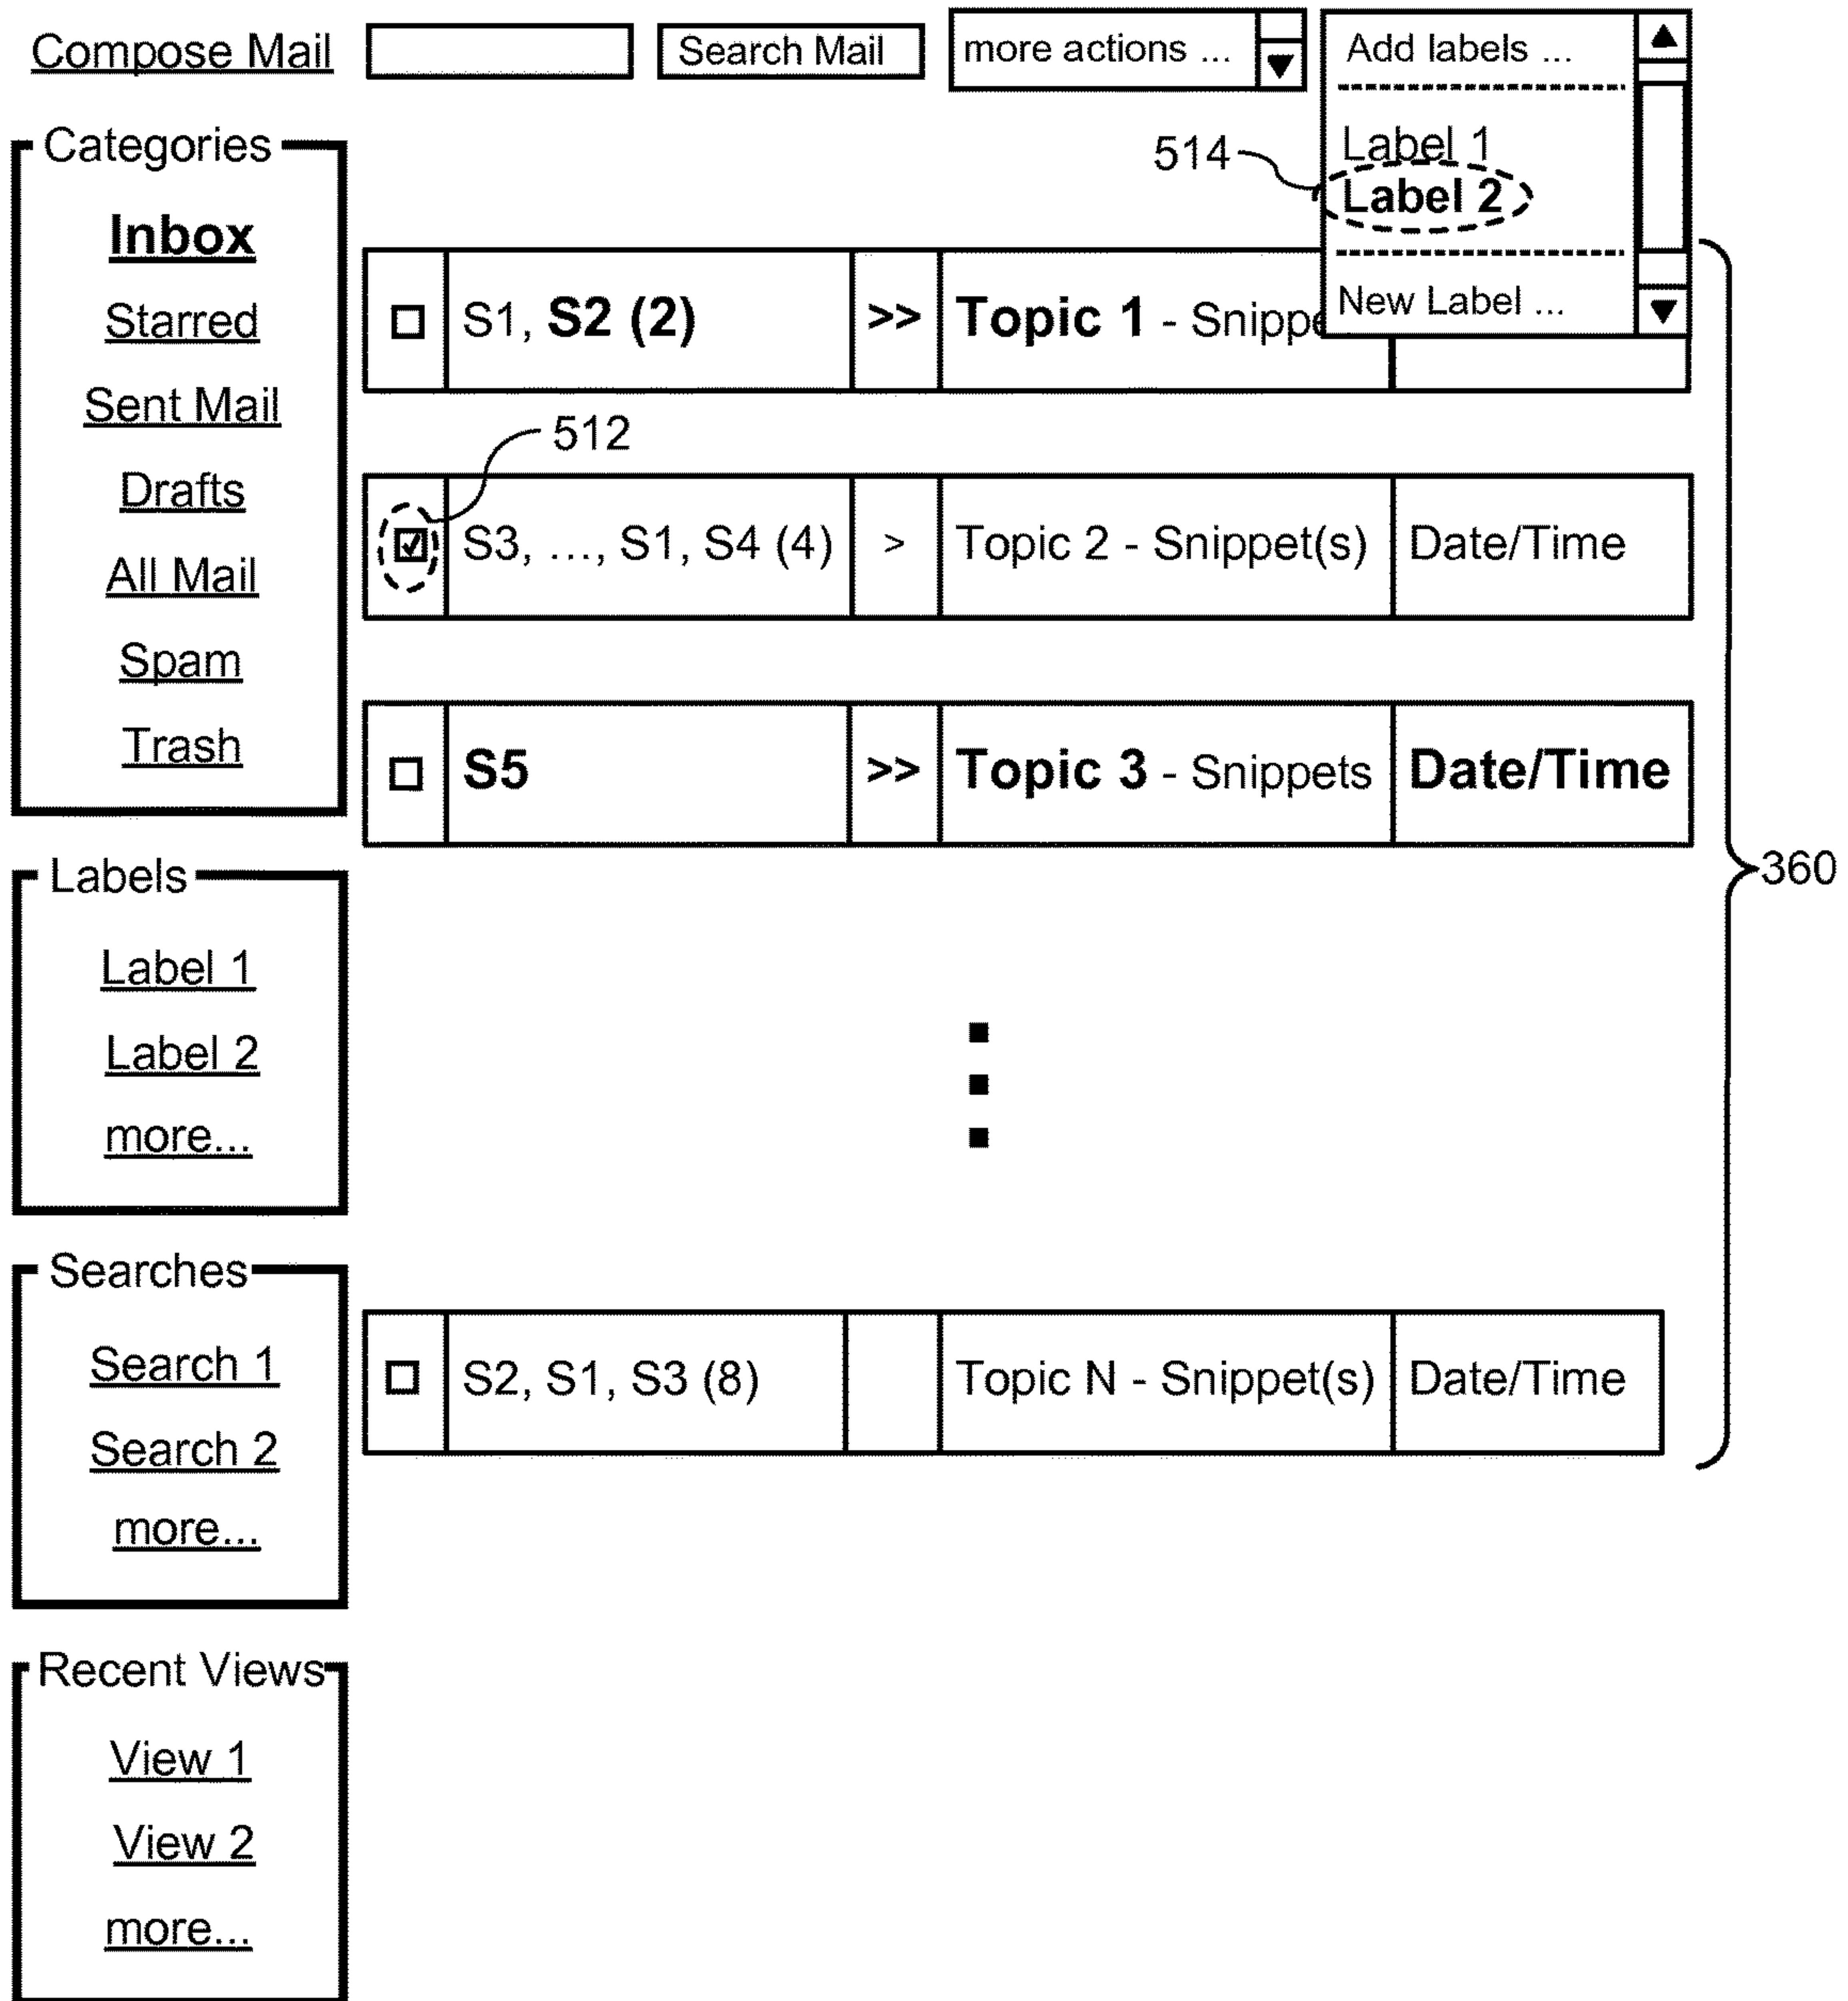 Compose Mail Search Mail more actions ... Add labels ...
Label 1
514
Label 2
New Label ...
Categories
Inbox
Starred
Sent Mail
Drafts
All Mail
Spam
Trash
S1, S2 (2) >> Topic 1 - Snippe
512
S3, ..., S1, S4 (4) > Topic 2 - Snippet(s) Date/Time
S5 >> Topic 3 - Snippets Date/Time
360
Labels
Label 1
Label 2
more...
Searches
Search 1
Search 2
more...
S2, S1, S3 (8) Topic N - Snippet(s) Date/Time
Recent Views
View 1
View 2
more...